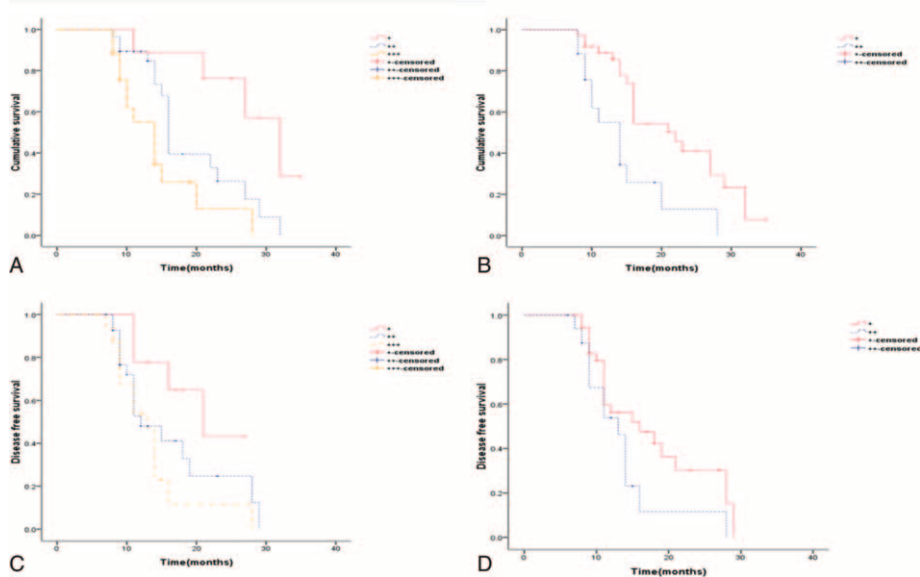 1.0
0.8
0.6
0.4
0.2
0.0
Cumulative survival
0 10 20 30 40
Time(months)
+
++
+++
+-censored
++-censored
+++-censored
A
1.0
0.8
0.6
0.4
0.2
0.0
Cumulative survival
0 10 20 30 40
Time(months)
+
++
+-censored
++-censored
B
1.0
0.8
0.6
0.4
0.2
0.0
Disease free survival
0 10 20 30 40
Time(months)
+
++
+++
+-censored
++-censored
+++-censored
C
1.0
0.8
0.6
0.4
0.2
0.0
Disease free survival
0 10 20 30 40
Time(months)
+
++
+-censored
++-censored
D